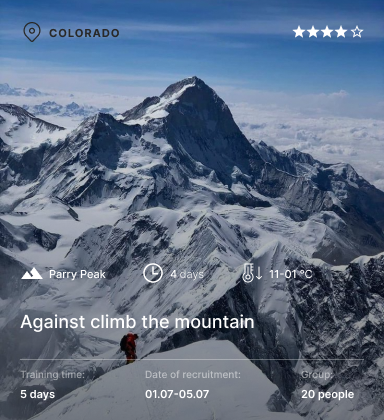 COLORADO
Parry Peak 4 days 11-01 °C
Against climb the mountain
Training time: Date of recruitment: Group:
5 days 01.07-05.07 20 people